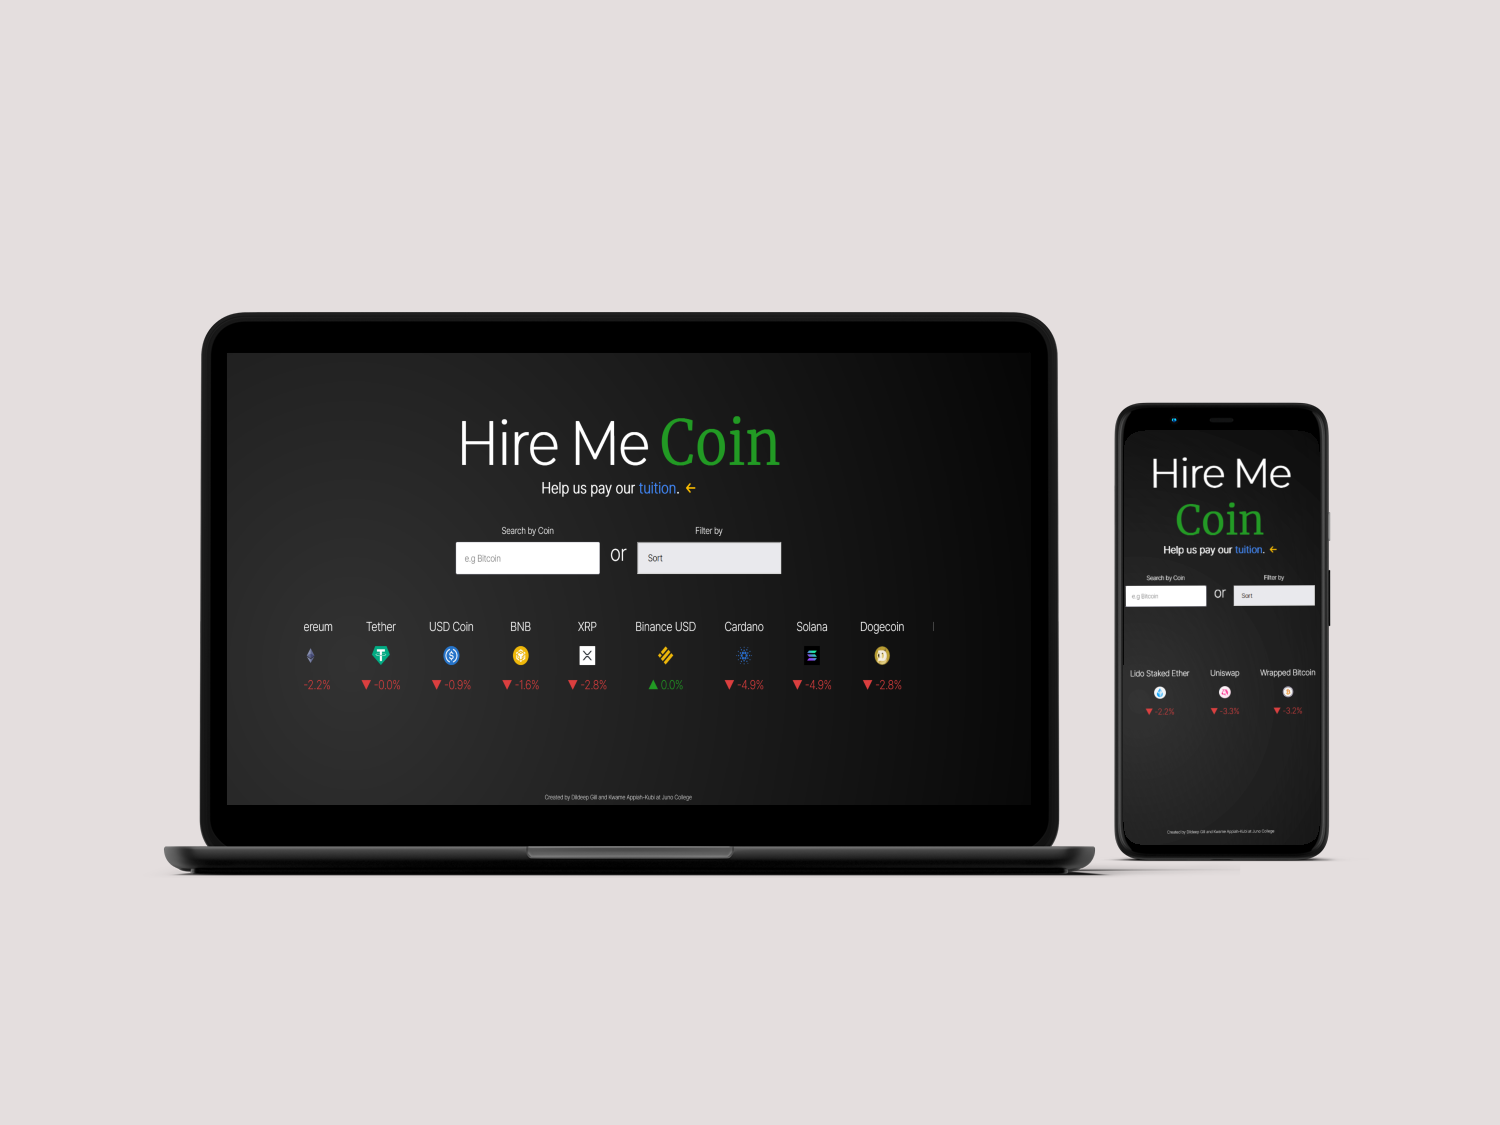 Hire Me Coin
Help us pay our tuition. ←
Search by Coin
Filter by
e.g Bitcoin
or
Sort
ereum
Tether
USD Coin
BNB
XRP
Binance USD
Cardano
Solana
Dogecoin
-2.2%
▼ -0.0%
▼ -0.9%
▼ -1.6%
▼ -2.8%
▲ 0.0%
▼ -4.9%
▼ -4.9%
▼ -2.8%
Created by Dildeep Gill and Kwame Appiah-Kubi at Juno College
Hire Me
Coin
Help us pay our tuition. ←
Search by Coin
Filter by
e.g Bitcoin
or
Sort
Lido Staked Ether
Uniswap
Wrapped Bitcoin
▼ -2.2%
▼ -3.3%
▼ -3.2%
Created by Dildeep Gill and Kwame Appiah-Kubi at Juno College